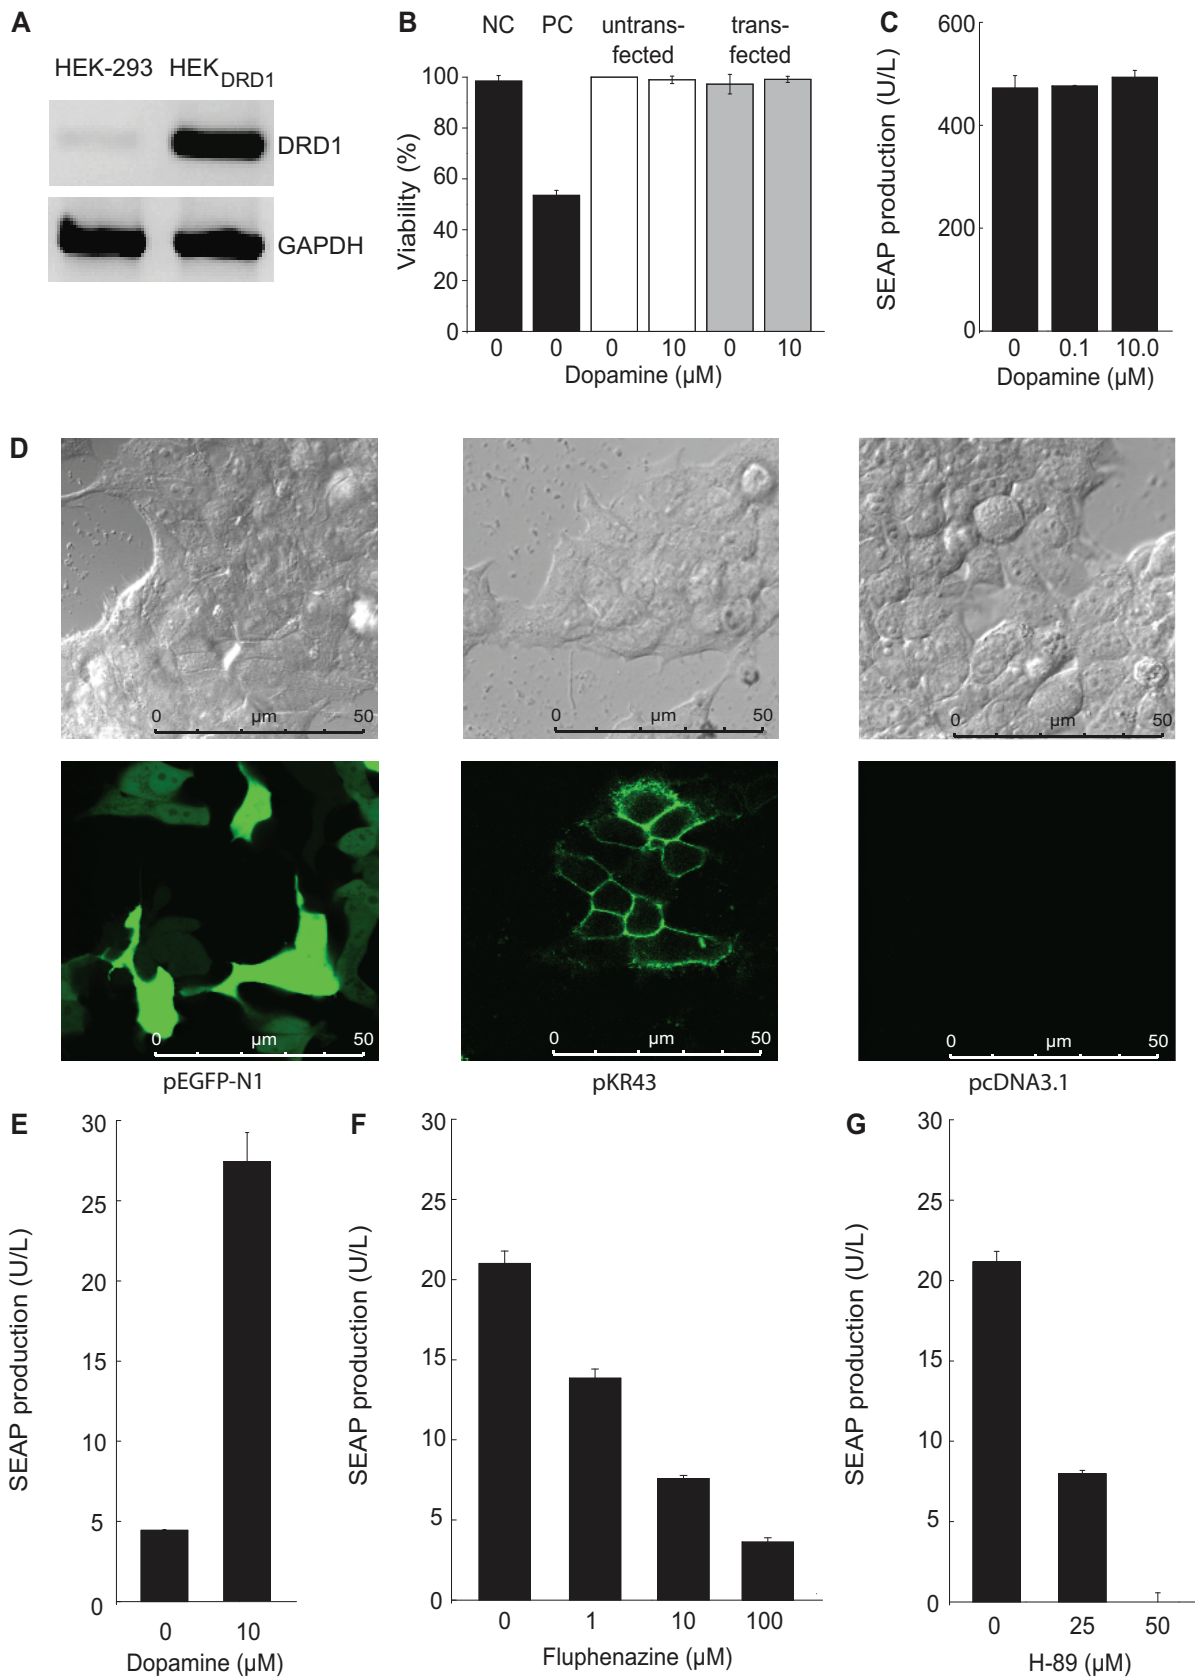 A
HEK-293 HEK DRD1
DRD1
GAPDH
B
NC PC untrans-fected trans-fected
Viability (%)
100
80
60
40
20
0
0 0 0 10 0 10
Dopamine (µM)
C
SEAP production (U/L)
600
400
200
0
0 0.1 10.0
Dopamine (µM)
D
0 µm 50
0 µm 50
0 µm 50
0 µm 50
0 µm 50
0 µm 50
pEGFP-N1 pKR43 pcDNA3.1
E
SEAP production (U/L)
30
25
20
15
10
5
0
0 10
Dopamine (µM)
F
SEAP production (U/L)
30
25
20
15
10
5
0
0 1 10 100
Fluphenazine (µM)
G
SEAP production (U/L)
30
25
20
15
10
5
0
0 25 50
H-89 (µM)